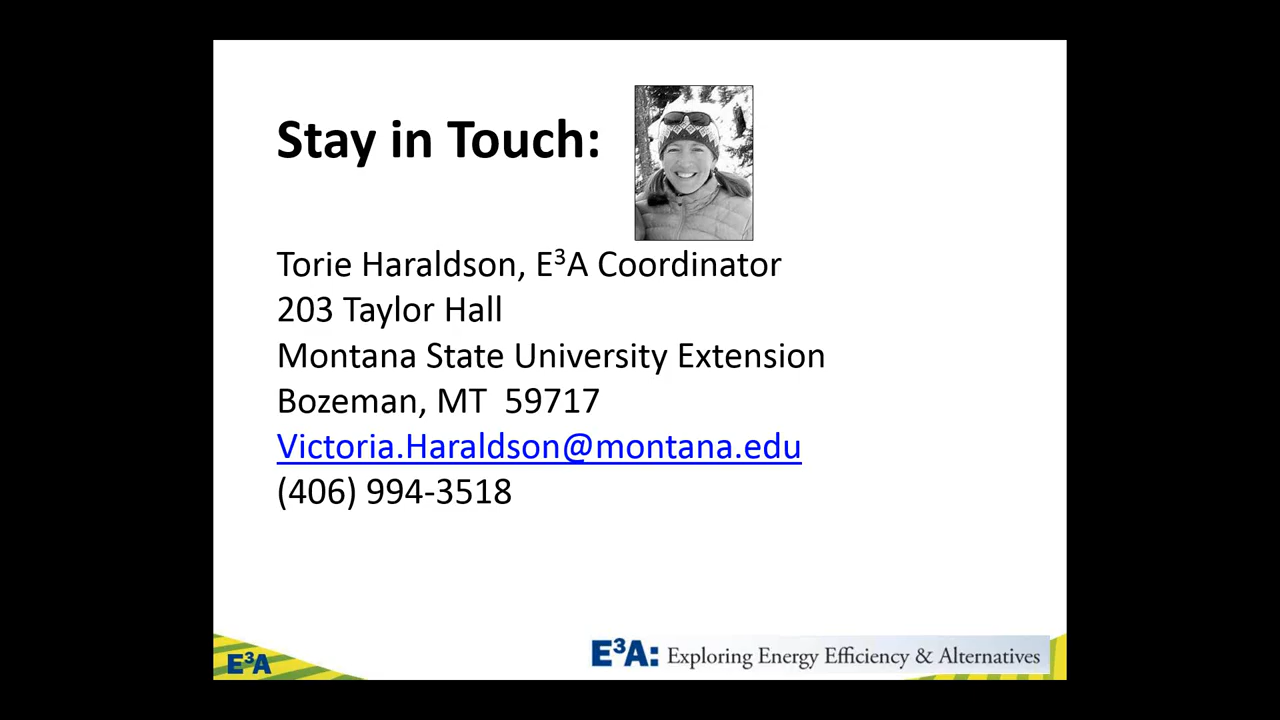 Stay in Touch:
Torie Haraldson, E³A Coordinator
203 Taylor Hall
Montana State University Extension
Bozeman, MT  59717
Victoria.Haraldson@montana.edu
(406) 994-3518
E³A
E³A: Exploring Energy Efficiency & Alternatives